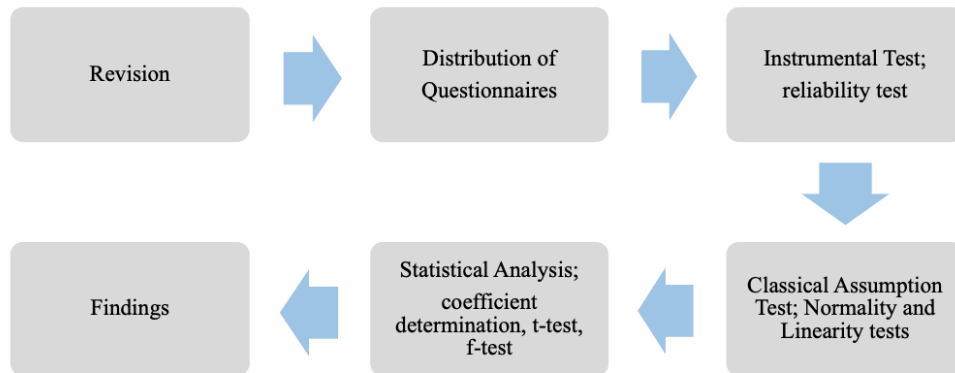 Revision
Distribution of
Questionnaires
Instrumental Test;
reliability test
Classical Assumption
Test; Normality and
Linearity tests
Statistical Analysis;
coefficient
determination, t-test,
f-test
Findings